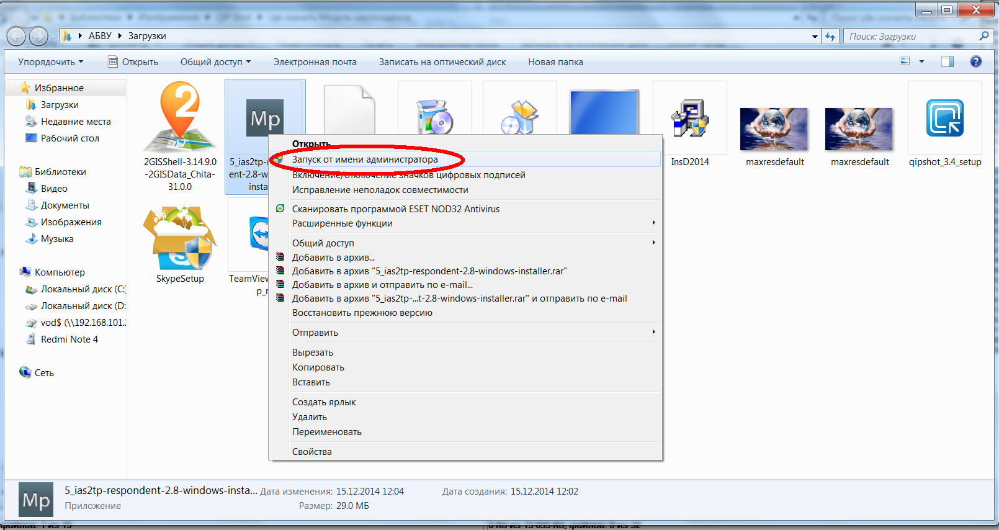 АБВУ ▸ Загрузки
Поиск: Загрузки
Упорядочить
Открыть
Общий доступ
Электронная почта
Записать на оптический диск
Новая папка
Избранное
Загрузки
Недавние места
Рабочий стол
Библиотеки
Видео
Документы
Изображения
Музыка
Компьютер
Локальный диск (C:)
Локальный диск (D:
vod$ (\\192.168.101.
Redmi Note 4
Сеть
2
2GISShell-3.14.9.0
-2GISData_Chita-
31.0.0
Mp
5_ias2tp-
ent-2.8-w
insta
InsD2014
maxresdefault
maxresdefault
qipshot_3.4_setup
SkypeSetup
TeamView
p_r
Открыть
Запуск от имени администратора
Включение/отключение значков цифровых подписей
Исправление неполадок совместимости
Сканировать программой ESET NOD32 Antivirus
Расширенные функции
Общий доступ
Добавить в архив...
Добавить в архив "5_ias2tp-respondent-2.8-windows-installer.rar"
Добавить в архив и отправить по e-mail...
Добавить в архив "5_ias2tp-...t-2.8-windows-installer.rar" и отправить по e-mail
Восстановить прежнюю версию
Отправить
Вырезать
Копировать
Вставить
Создать ярлык
Удалить
Переименовать
Свойства
Mp
5_ias2tp-respondent-2.8-windows-insta...
Дата изменения: 15.12.2014 12:04
Дата создания: 15.12.2014 12:02
Приложение
Размер: 29.0 МБ